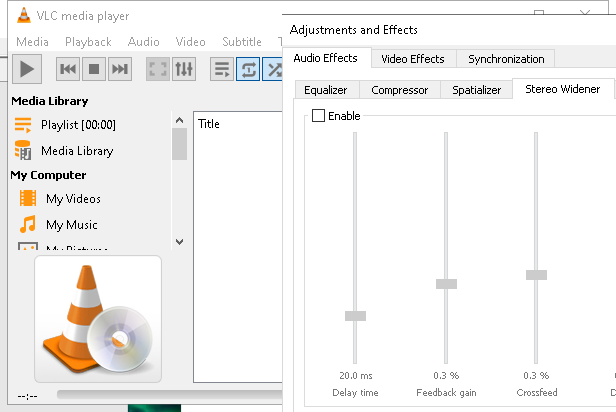 VLC media player
Media Playback Audio Video Subtitle
Media Library
Playlist [00:00]
Media Library
My Computer
My Videos
My Music
My Pictures
Title
--:--
Adjustments and Effects
Audio Effects Video Effects Synchronization
Equalizer Compressor Spatializer Stereo Widener
Enable
20.0 ms 0.3 % 0.3 %
Delay time Feedback gain Crossfeed